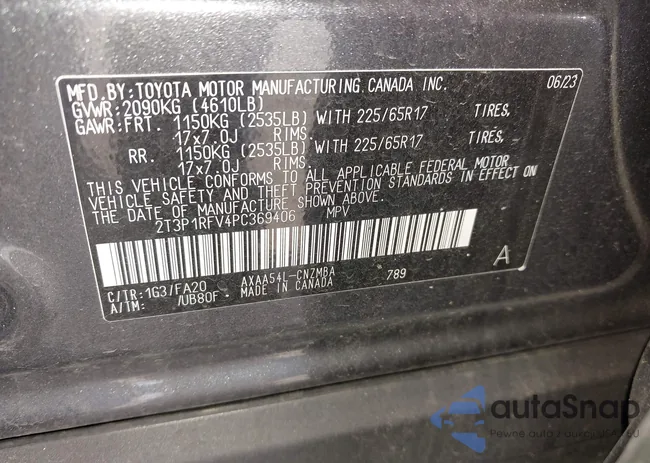 MFD.BY:TOYOTA MOTOR MANUFACTURING CANADA INC. 06/23
GVWR:2090KG (4610LB)
GAWR:FRT. 1150KG (2535LB) WITH 225/65R17 TIRES,
17x7.0J RIMS
RR. 1150KG (2535LB) WITH 225/65R17 TIRES,
17x7.0J RIMS
THIS VEHICLE CONFORMS TO ALL APPLICABLE FEDERAL MOTOR
VEHICLE SAFETY AND THEFT PREVENTION STANDARDS IN EFFECT ON
THE DATE OF MANUFACTURE SHOWN ABOVE.
2T3P1RFV4PC369406 MPV
A
C/TR:1G3/FA20 AXAA54L-CNZMBA 789
A/TM: /UB80F MADE IN CANADA
autaSnap
Pewne auto